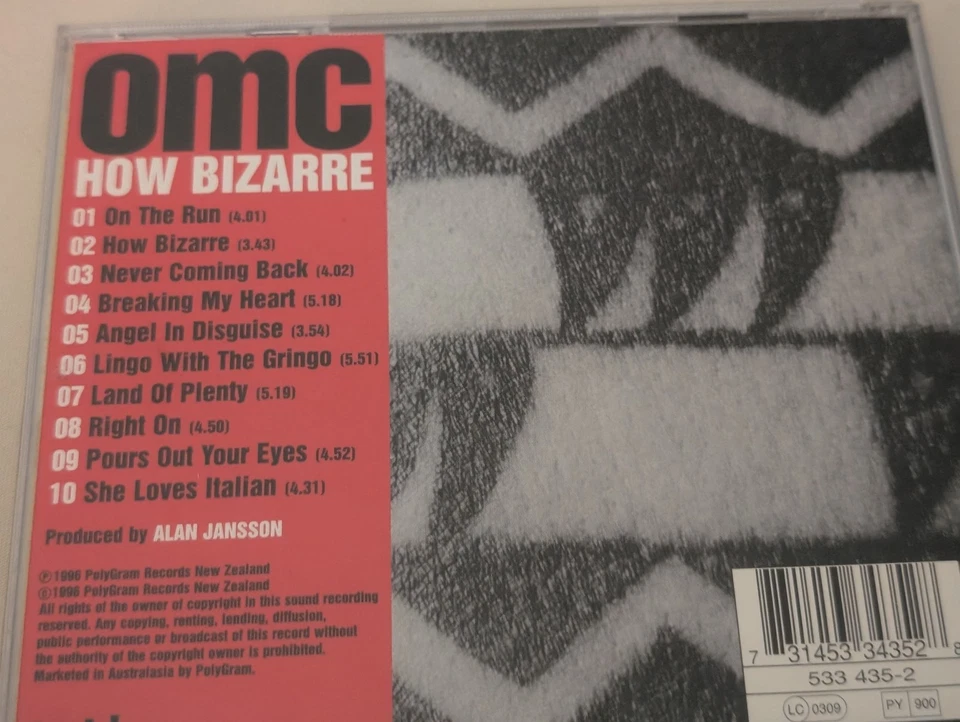 omc
HOW BIZARRE
01 On The Run (4.01)
02 How Bizarre (3.43)
03 Never Coming Back (4.02)
04 Breaking My Heart (5.18)
05 Angel In Disguise (3.54)
06 Lingo With The Gringo (5.51)
07 Land Of Plenty (5.19)
08 Right On (4.50)
09 Pours Out Your Eyes (4.52)
10 She Loves Italian (4.31)
Produced by ALAN JANSSON
℗1996 PolyGram Records New Zealand
©1996 PolyGram Records New Zealand
All rights of the owner of copyright in this sound recording
reserved. Any copying, renting, lending, diffusion,
public performance or broadcast of this record without
the authority of the copyright owner is prohibited.
Marketed in Australasia by PolyGram.
7 31453 34352 8
533 435-2
LC 0309 PY 900